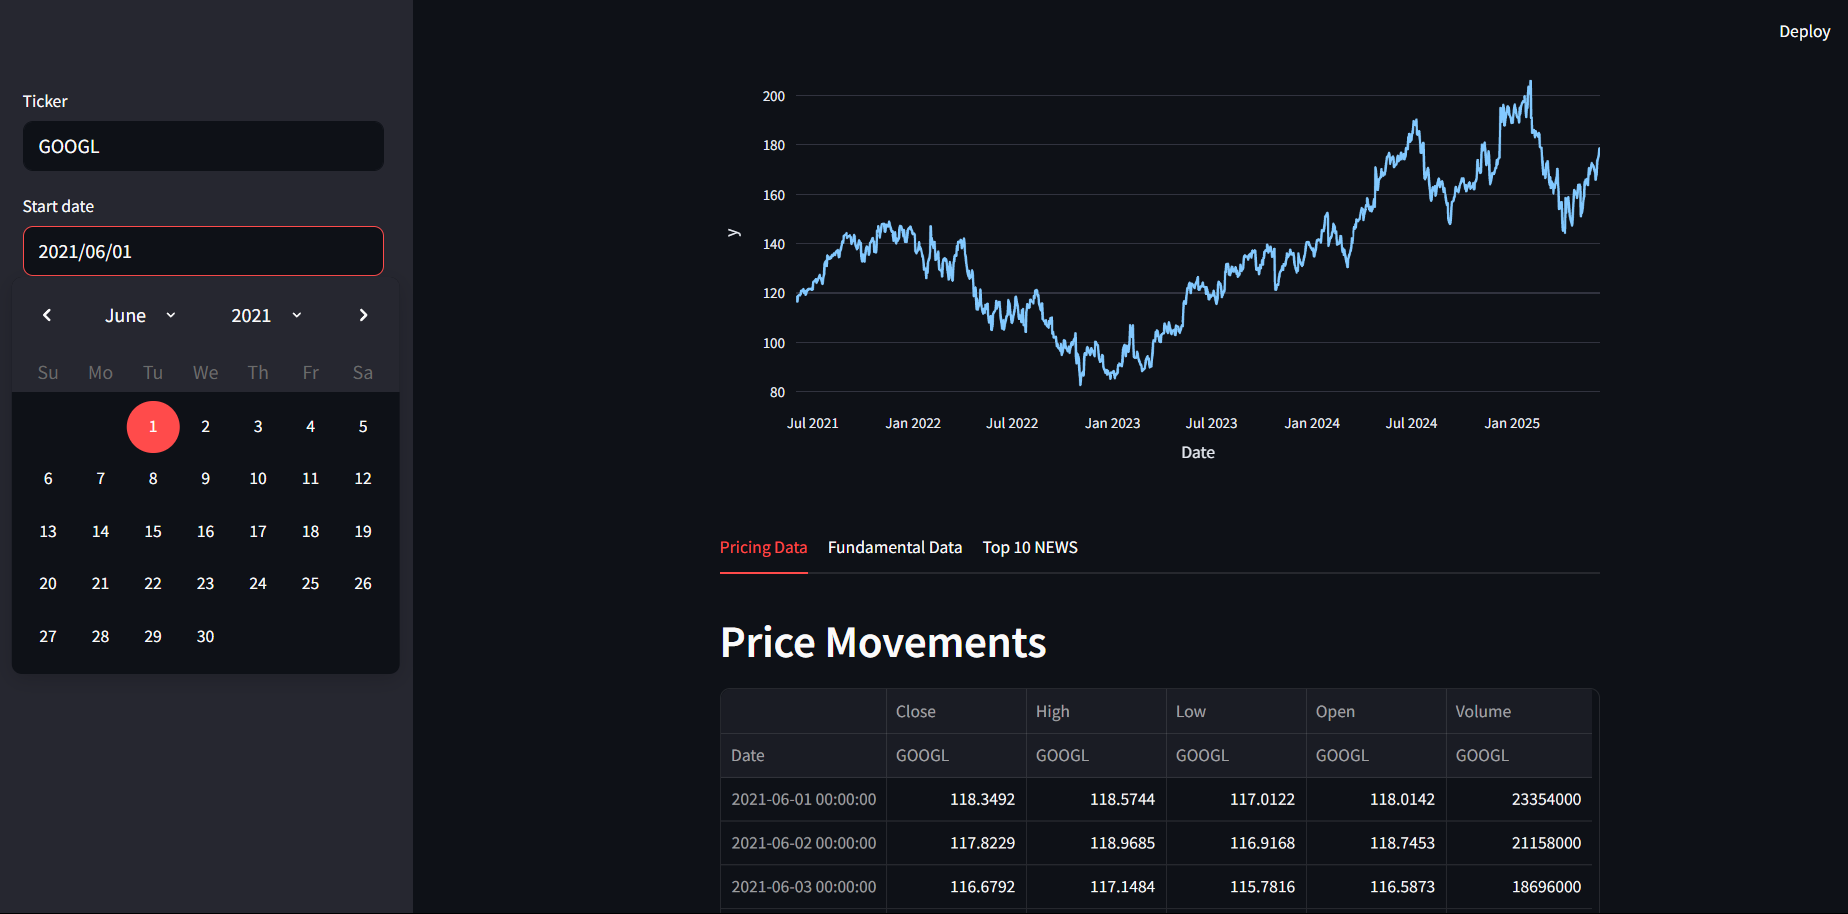 Deploy
Ticker
GOOGL
Start date
2021/06/01
June 2021
Su Mo Tu We Th Fr Sa
1 2 3 4 5
6 7 8 9 10 11 12
13 14 15 16 17 18 19
20 21 22 23 24 25 26
27 28 29 30
200
180
160
140
120
100
80
y
Jul 2021 Jan 2022 Jul 2022 Jan 2023 Jul 2023 Jan 2024 Jul 2024 Jan 2025
Date
Pricing Data Fundamental Data Top 10 NEWS
Price Movements
Close High Low Open Volume
Date GOOGL GOOGL GOOGL GOOGL GOOGL
2021-06-01 00:00:00 118.3492 118.5744 117.0122 118.0142 23354000
2021-06-02 00:00:00 117.8229 118.9685 116.9168 118.7453 21158000
2021-06-03 00:00:00 116.6792 117.1484 115.7816 116.5873 18696000